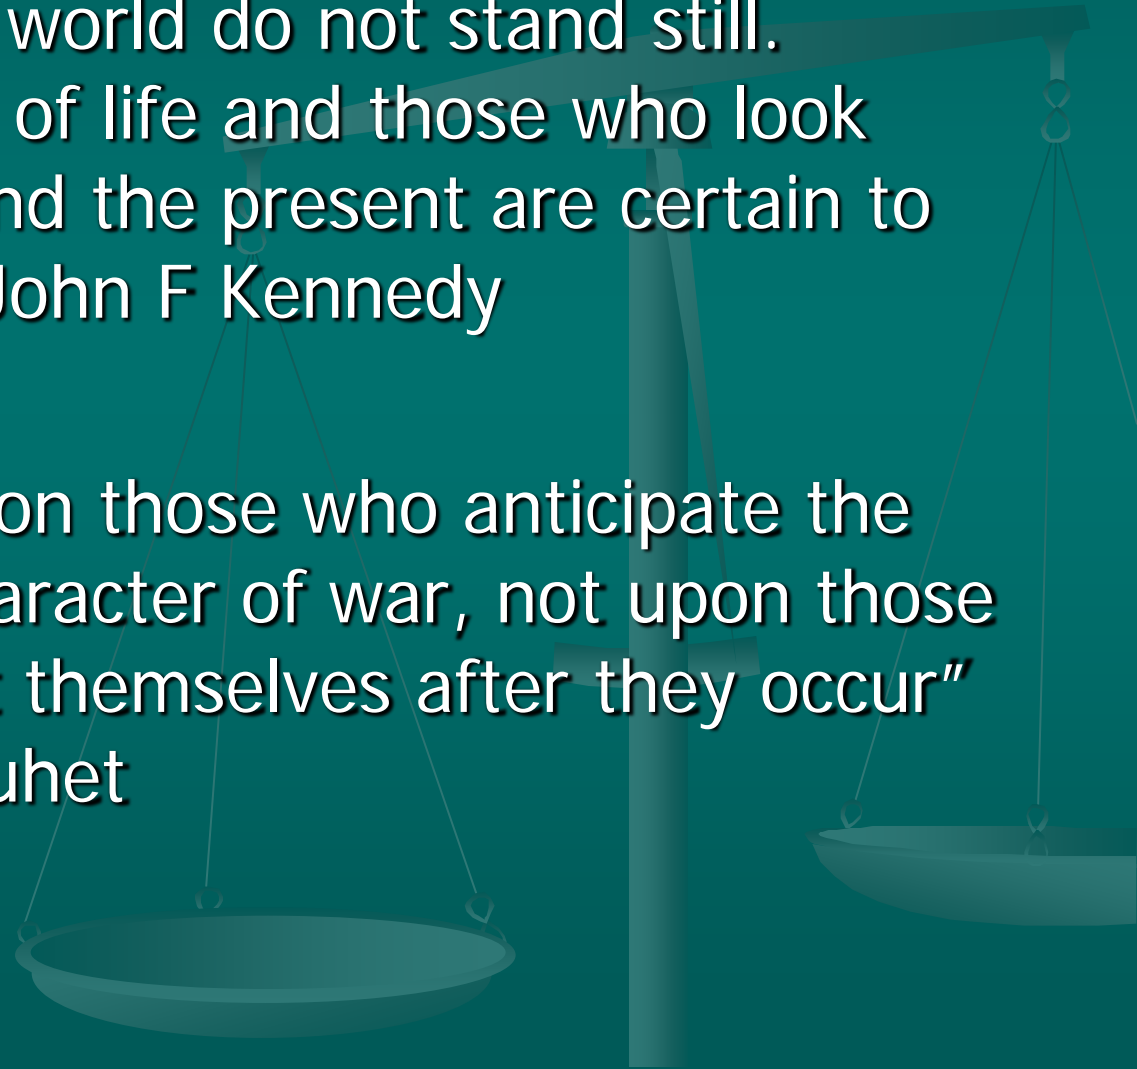 world do not stand still.
of life and those who look
nd the present are certain to
John F Kennedy
on those who anticipate the
aracter of war, not upon those
themselves after they occur”
uhet